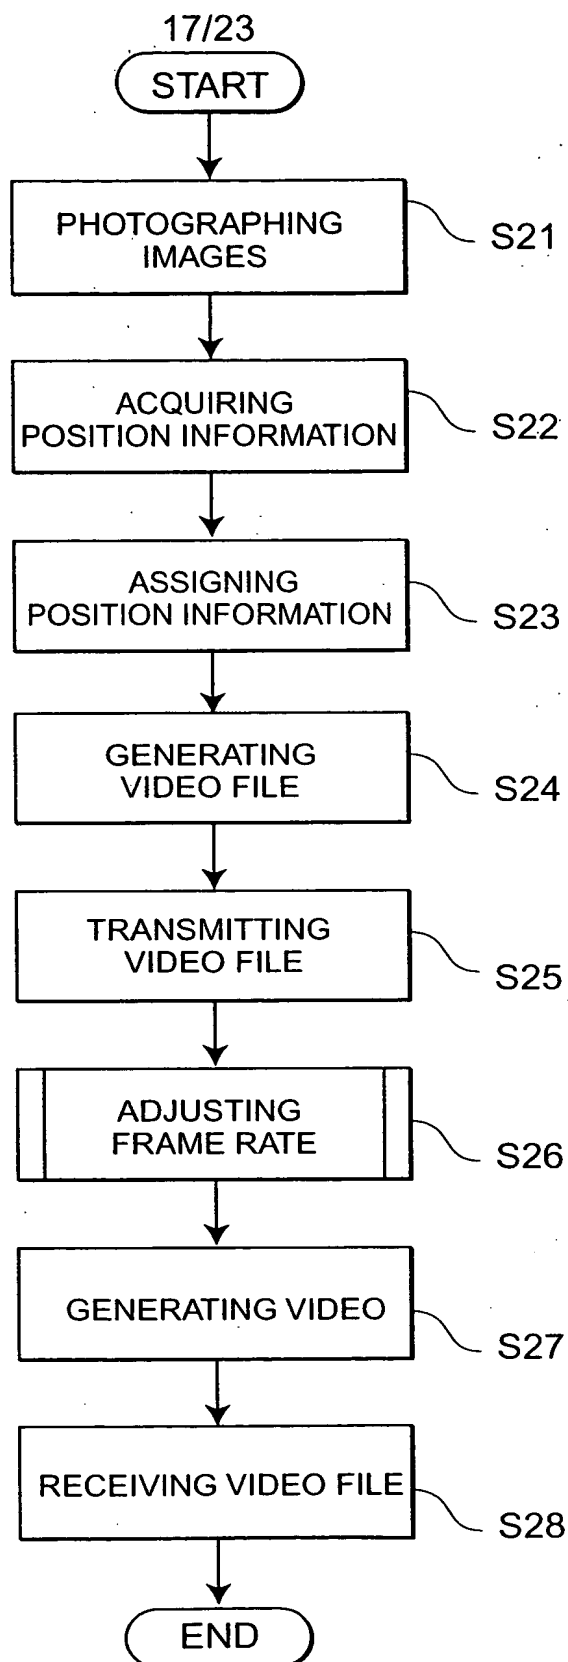 17/23
START
PHOTOGRAPHING
IMAGES
S21
ACQUIRING
POSITION INFORMATION
S22
ASSIGNING
POSITION INFORMATION
S23
GENERATING
VIDEO FILE
S24
TRANSMITTING
VIDEO FILE
S25
ADJUSTING
FRAME RATE
S26
GENERATING VIDEO
S27
RECEIVING VIDEO FILE
S28
END